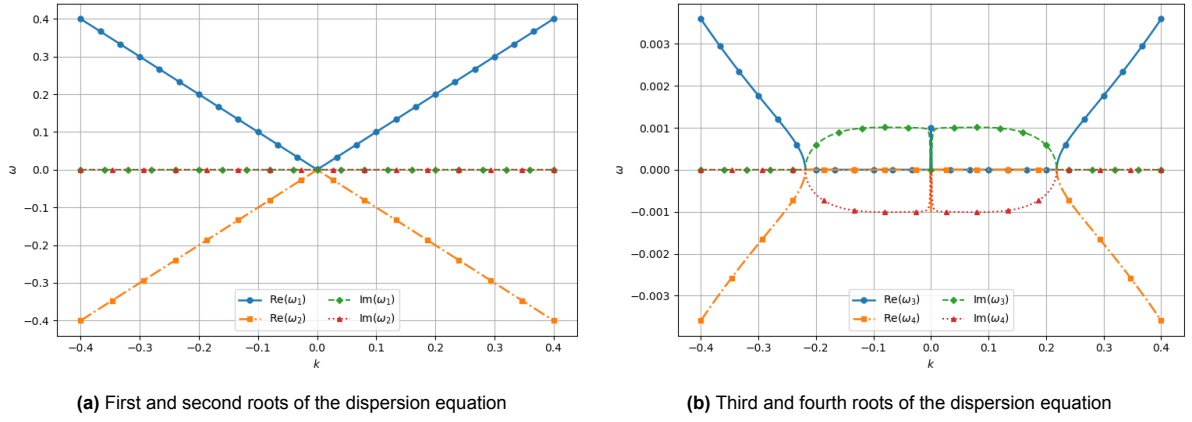 0.4
0.3
0.2
0.1
0.0
−0.1
−0.2
−0.3
−0.4
ω
−0.4 −0.3 −0.2 −0.1 0.0 0.1 0.2 0.3 0.4
k
Re(ω1) Im(ω1)
Re(ω2) Im(ω2)
(a) First and second roots of the dispersion equation
0.003
0.002
0.001
0.000
−0.001
−0.002
−0.003
ω
−0.4 −0.3 −0.2 −0.1 0.0 0.1 0.2 0.3 0.4
k
Re(ω3) Im(ω3)
Re(ω4) Im(ω4)
(b) Third and fourth roots of the dispersion equation